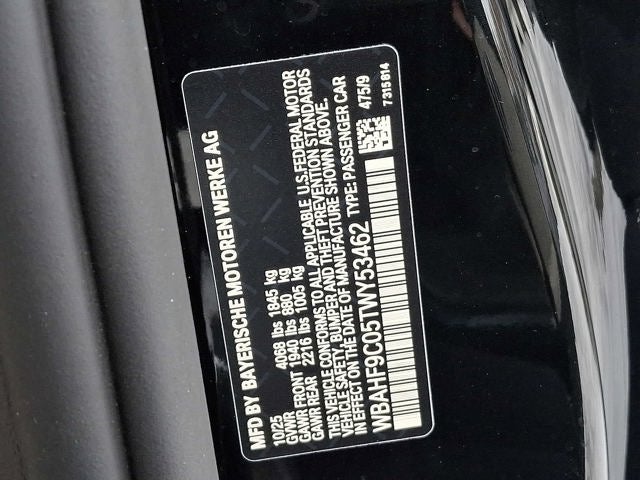 MFD BY BAYERISCHE MOTOREN WERKE AG
10/25
GVWR 4068 lbs 1845 kg
GAWR FRONT 1940 lbs 880 kg
GAWR REAR 2216 lbs 1005 kg
THIS VEHICLE CONFORMS TO ALL APPLICABLE U.S.FEDERAL MOTOR
VEHICLE SAFETY, BUMPER AND THEFT PREVENTION STANDARDS
IN EFFECT ON THE DATE OF MANUFACTURE SHOWN ABOVE.
TYPE: PASSENGER CAR
WBAHF9C05TWY53462
475/9
7315814